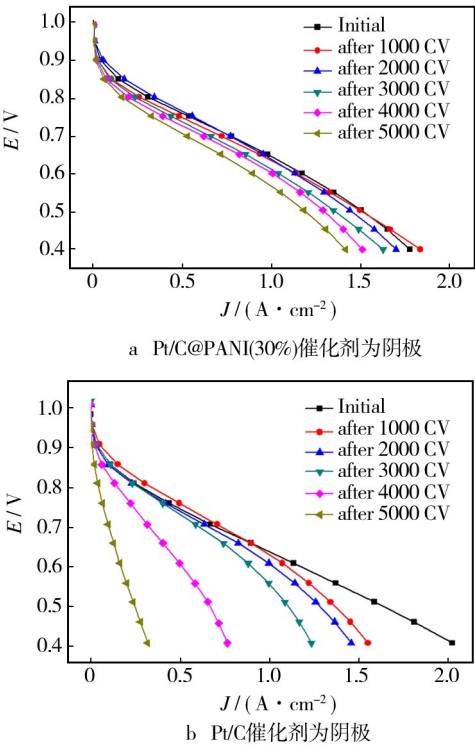 1.0
0.9
0.8
0.7
0.6
0.5
0.4
E / V
Initial
after 1000 CV
after 2000 CV
after 3000 CV
after 4000 CV
after 5000 CV
0 0.5 1.0 1.5 2.0
J / (A·cm⁻²)
a Pt/C@PANI(30%)催化剂为阴极
1.0
0.9
0.8
0.7
0.6
0.5
0.4
E / V
Initial
after 1000 CV
after 2000 CV
after 3000 CV
after 4000 CV
after 5000 CV
0 0.5 1.0 1.5 2.0
J / (A·cm⁻²)
b Pt/C催化剂为阴极